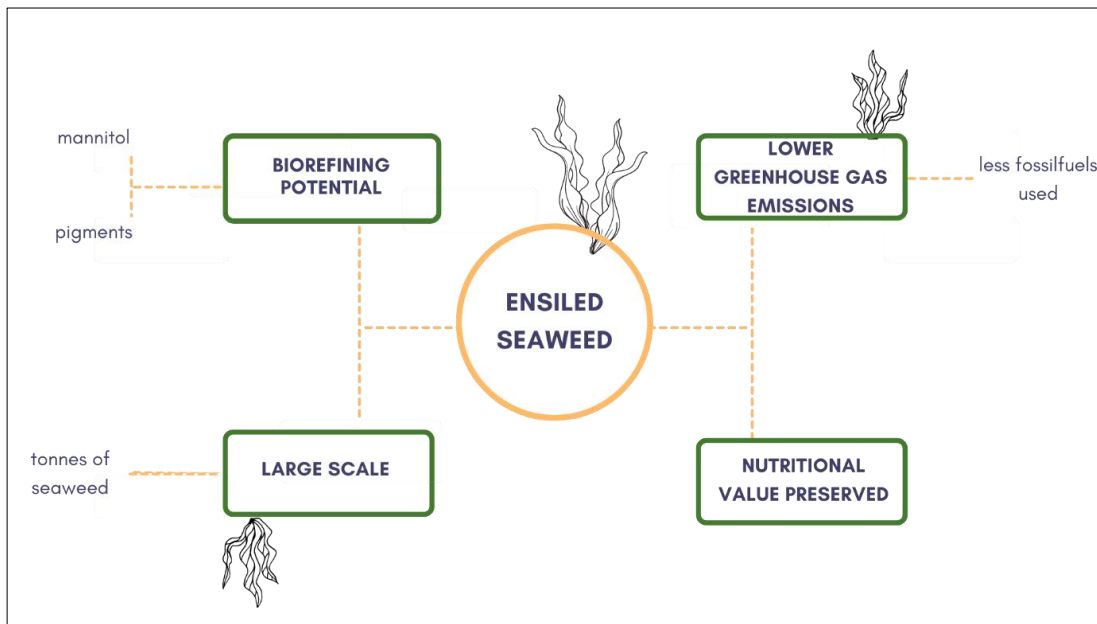 mannitol
pigments
BIOREFINING
POTENTIAL
LOWER
GREENHOUSE GAS
EMISSIONS
less fossilfuels
used
ENSILED
SEAWEED
tonnes of
seaweed
LARGE SCALE
NUTRITIONAL
VALUE PRESERVED